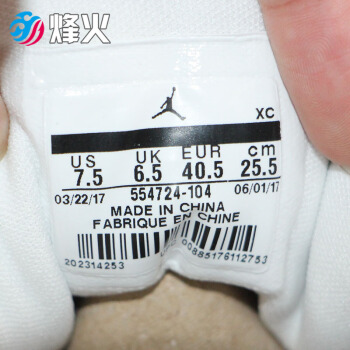 烽火
XC
US UK EUR cm
7.5 6.5 40.5 25.5
03/22/17 554724-104 06/01/17
MADE IN CHINA
FABRIQUE EN CHINE
202314253 00885176112753